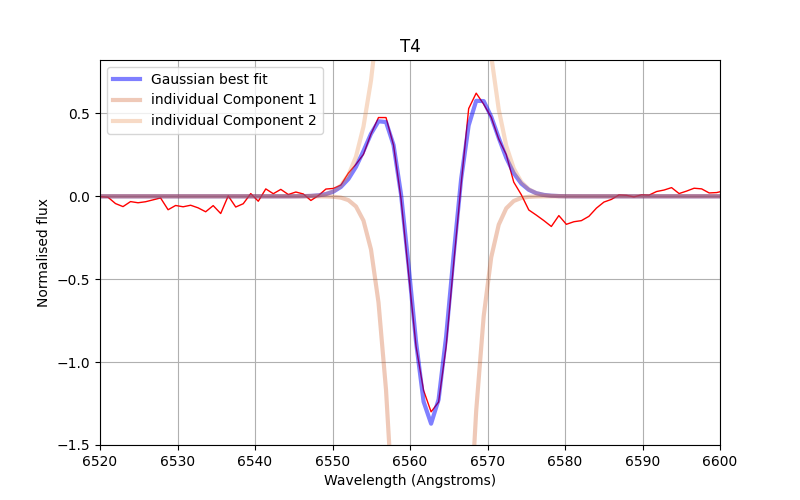 T4
Gaussian best fit
individual Component 1
individual Component 2
0.5
0.0
−0.5
−1.0
−1.5
Normalised flux
6520 6530 6540 6550 6560 6570 6580 6590 6600
Wavelength (Angstroms)